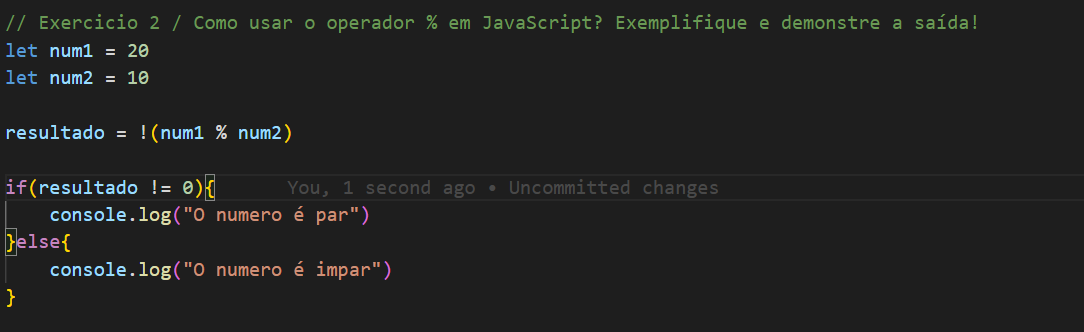 // Exercicio 2 / Como usar o operador % em JavaScript? Exemplifique e demonstre a saída!
let num1 = 20
let num2 = 10
resultado = !(num1 % num2)
if(resultado != 0){ You, 1 second ago • Uncommitted changes
console.log("O numero é par")
}else{
console.log("O numero é impar")
}